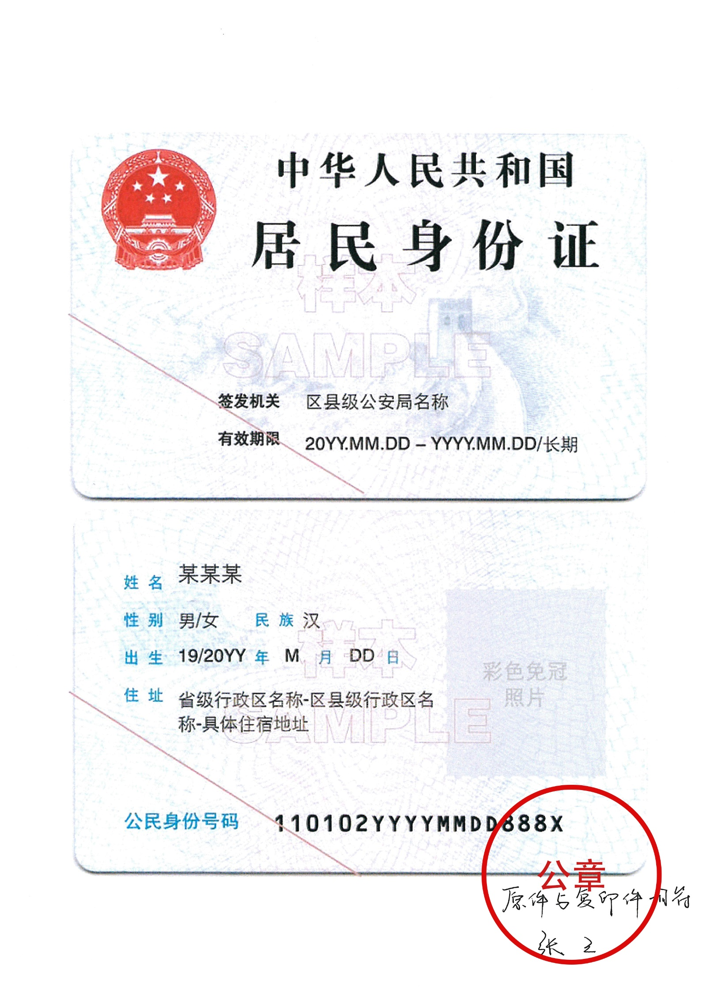 中华人民共和国
居民身份证
样本
SAMPLE
签发机关 区县级公安局名称
有效期限 20YY.MM.DD – YYYY.MM.DD/长期
姓名 某某某
性别 男/女 民族 汉
样本
出生 19/20YY 年 M 月 DD 日
彩色免冠
照片
住址 省级行政区名称-区县级行政区名
称-具体住宿地址
SAMPLE
公民身份号码 110102YYYYMMDD888X
公章
原件与复印件相符
张